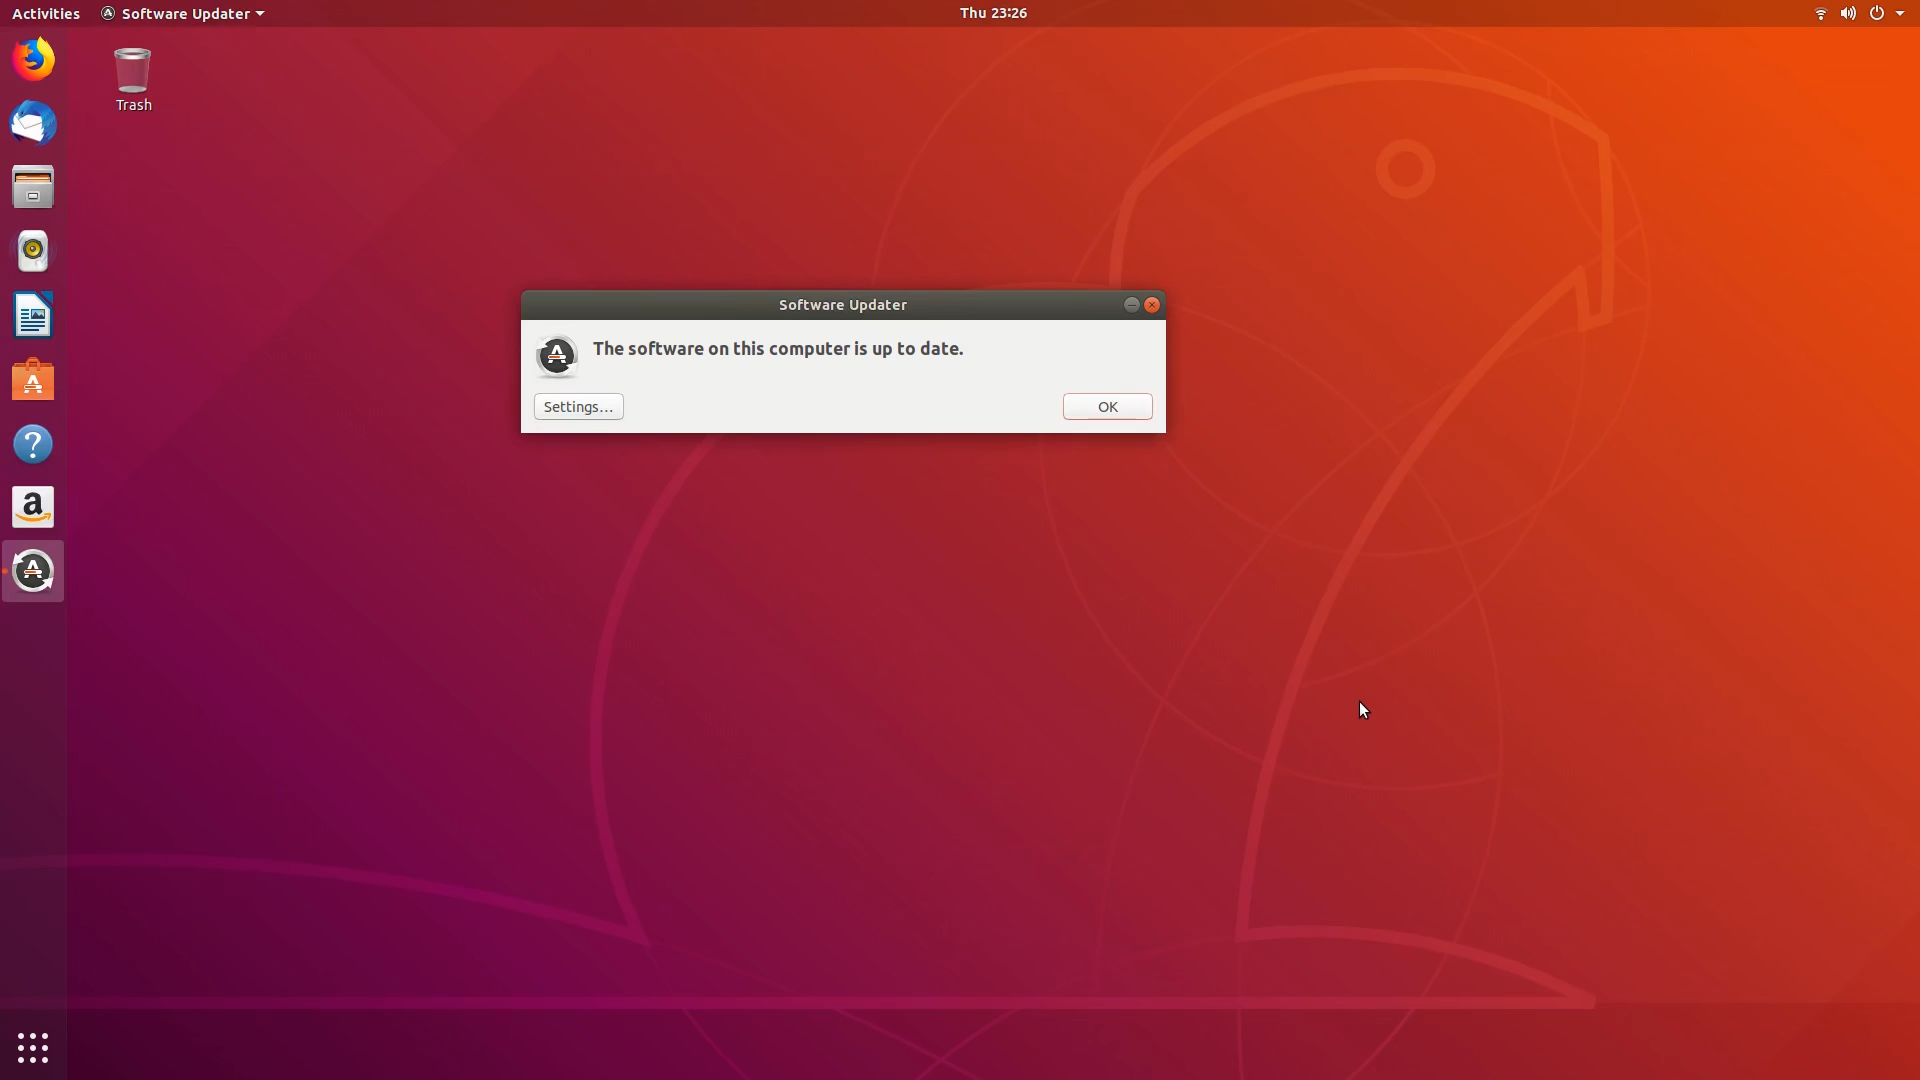 Activities
Software Updater
Thu 23:26
Trash
Software Updater
The software on this computer is up to date.
Settings...
OK